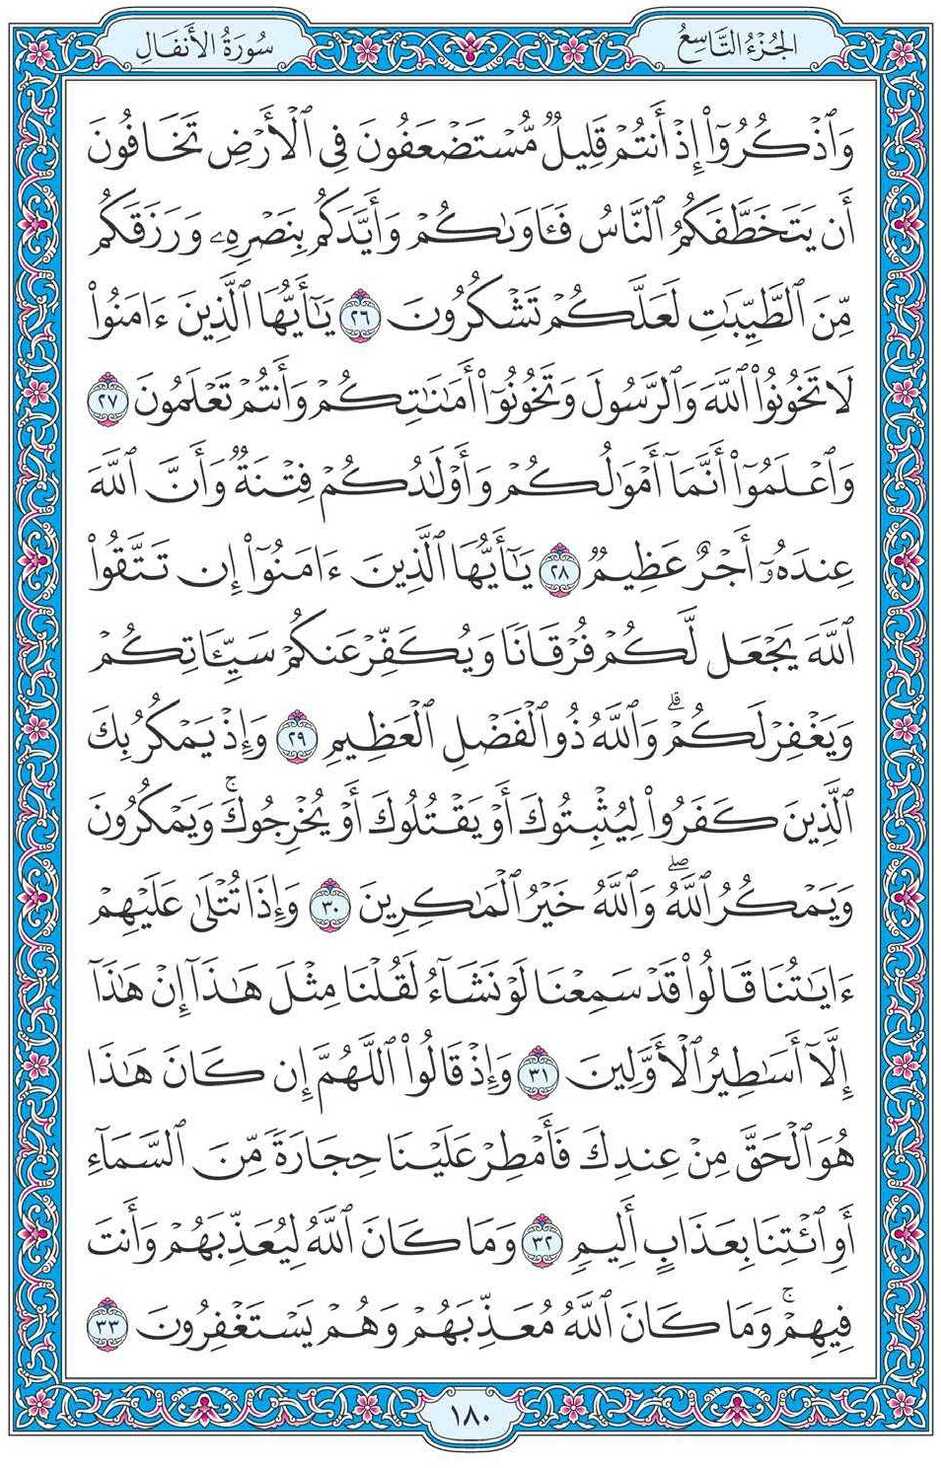 الجُزْءُ التَّاسِعُ
سُورَةُ الأَنفَالِ
وَٱذْكُرُوٓا۟ إِذْ أَنتُمْ قَلِيلٌ مُّسْتَضْعَفُونَ فِى ٱلْأَرْضِ تَخَافُونَ
أَن يَتَخَطَّفَكُمُ ٱلنَّاسُ فَـَٔاوَىٰكُمْ وَأَيَّدَكُم بِنَصْرِهِۦ وَرَزَقَكُم
مِّنَ ٱلطَّيِّبَـٰتِ لَعَلَّكُمْ تَشْكُرُونَ ٢٦ يَـٰٓأَيُّهَا ٱلَّذِينَ ءَامَنُوا۟
لَا تَخُونُوا۟ ٱللَّهَ وَٱلرَّسُولَ وَتَخُونُوٓا۟ أَمَـٰنَـٰتِكُمْ وَأَنتُمْ تَعْلَمُونَ ٢٧
وَٱعْلَمُوٓا۟ أَنَّمَآ أَمْوَٰلُكُمْ وَأَوْلَـٰدُكُمْ فِتْنَةٌ وَأَنَّ ٱللَّهَ
عِندَهُۥٓ أَجْرٌ عَظِيمٌ ٢٨ يَـٰٓأَيُّهَا ٱلَّذِينَ ءَامَنُوٓا۟ إِن تَتَّقُوا۟
ٱللَّهَ يَجْعَل لَّكُمْ فُرْقَانًا وَيُكَفِّرْ عَنكُمْ سَيِّـَٔاتِكُمْ
وَيَغْفِرْ لَكُمْ ۗ وَٱللَّهُ ذُو ٱلْفَضْلِ ٱلْعَظِيمِ ٢٩ وَإِذْ يَمْكُرُ بِكَ
ٱلَّذِينَ كَفَرُوا۟ لِيُثْبِتُوكَ أَوْ يَقْتُلُوكَ أَوْ يُخْرِجُوكَ ۚ وَيَمْكُرُونَ
وَيَمْكُرُ ٱللَّهُ ۖ وَٱللَّهُ خَيْرُ ٱلْمَـٰكِرِينَ ٣٠ وَإِذَا تُتْلَىٰ عَلَيْهِمْ
ءَايَـٰتُنَا قَالُوا۟ قَدْ سَمِعْنَا لَوْ نَشَآءُ لَقُلْنَا مِثْلَ هَـٰذَآ إِنْ هَـٰذَآ
إِلَّآ أَسَـٰطِيرُ ٱلْأَوَّلِينَ ٣١ وَإِذْ قَالُوا۟ ٱللَّهُمَّ إِن كَانَ هَـٰذَا
هُوَ ٱلْحَقَّ مِنْ عِندِكَ فَأَمْطِرْ عَلَيْنَا حِجَارَةً مِّنَ ٱلسَّمَآءِ
أَوِ ٱئْتِنَا بِعَذَابٍ أَلِيمٍ ٣٢ وَمَا كَانَ ٱللَّهُ لِيُعَذِّبَهُمْ وَأَنتَ
فِيهِمْ ۚ وَمَا كَانَ ٱللَّهُ مُعَذِّبَهُمْ وَهُمْ يَسْتَغْفِرُونَ ٣٣
١٨٠